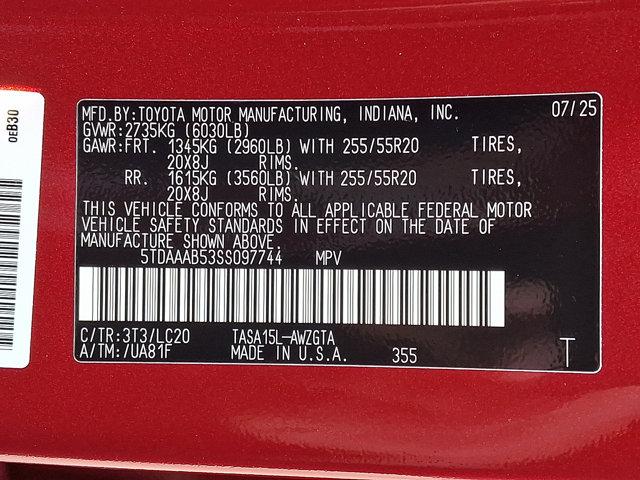 0EB30
MFD.BY:TOYOTA MOTOR MANUFACTURING, INDIANA, INC. 07/25
GVWR:2735KG (6030LB)
GAWR:FRT. 1345KG (2960LB) WITH 255/55R20 TIRES,
20X8J RIMS.
RR. 1615KG (3560LB) WITH 255/55R20 TIRES,
20X8J RIMS.
THIS VEHICLE CONFORMS TO ALL APPLICABLE FEDERAL MOTOR
VEHICLE SAFETY STANDARDS IN EFFECT ON THE DATE OF
MANUFACTURE SHOWN ABOVE.
5TDAAAB53SS097744 MPV
C/TR:3T3/LC20 TASA15L-AWZGTA
A/TM:/UA81F MADE IN U.S.A. 355 T